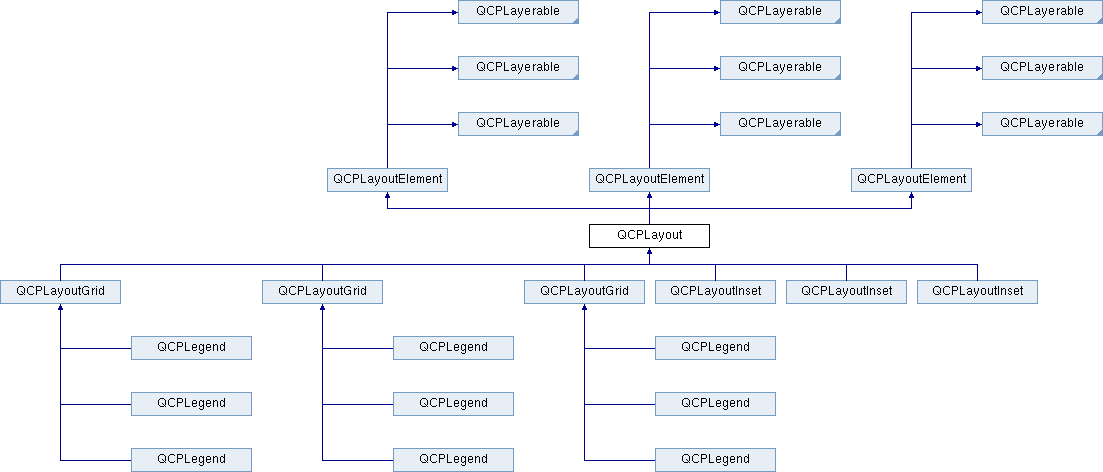 QCPLayerable QCPLayerable QCPLayerable
QCPLayerable QCPLayerable QCPLayerable
QCPLayerable QCPLayerable QCPLayerable
QCPLayoutElement QCPLayoutElement QCPLayoutElement
QCPLayout
QCPLayoutGrid QCPLayoutGrid QCPLayoutGrid QCPLayoutInset QCPLayoutInset QCPLayoutInset
QCPLegend QCPLegend QCPLegend
QCPLegend QCPLegend QCPLegend
QCPLegend QCPLegend QCPLegend